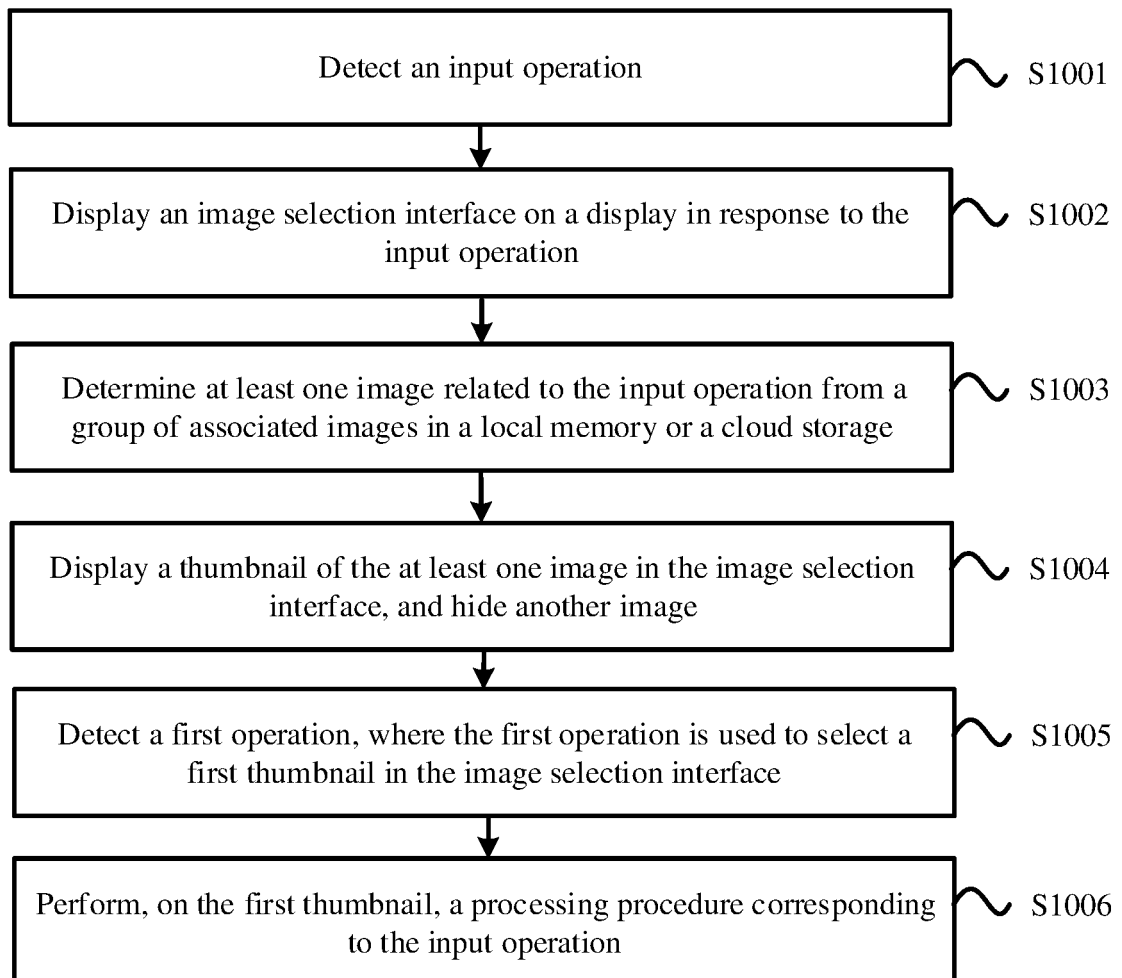 Detect an input operation
S1001
Display an image selection interface on a display in response to the
input operation
S1002
Determine at least one image related to the input operation from a
group of associated images in a local memory or a cloud storage
S1003
Display a thumbnail of the at least one image in the image selection
interface, and hide another image
S1004
Detect a first operation, where the first operation is used to select a
first thumbnail in the image selection interface
S1005
Perform, on the first thumbnail, a processing procedure corresponding
to the input operation
S1006